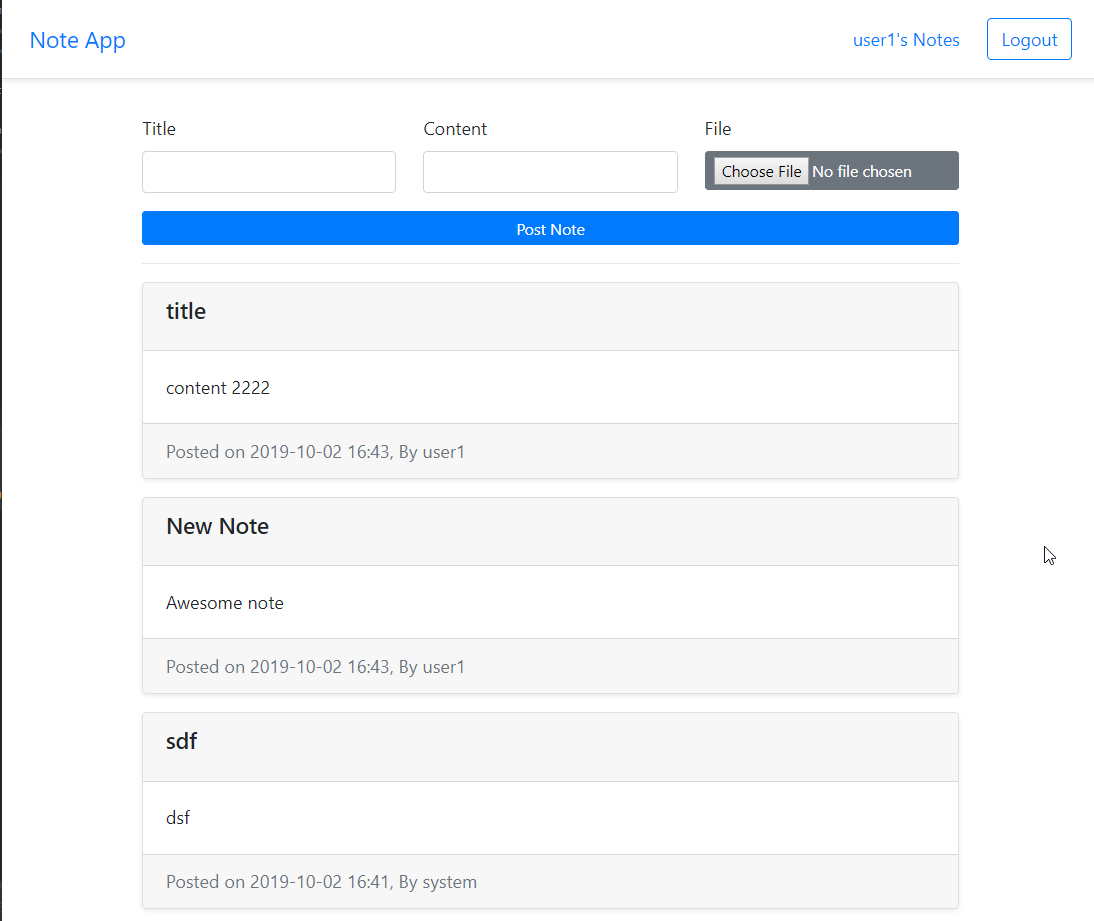 Note App user1's Notes Logout
Title Content File
Choose File No file chosen
Post Note
title
content 2222
Posted on 2019-10-02 16:43, By user1
New Note
Awesome note
Posted on 2019-10-02 16:43, By user1
sdf
dsf
Posted on 2019-10-02 16:41, By system